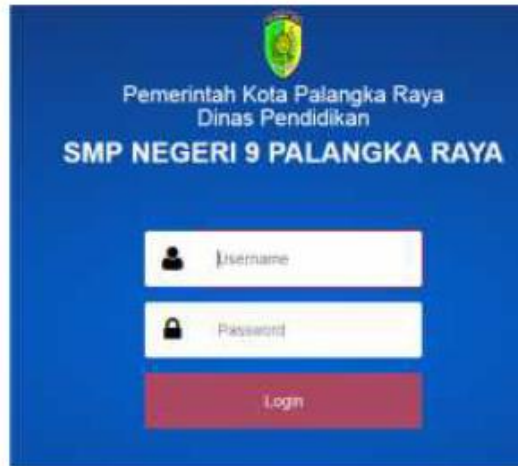 Pemerintah Kota Palangka Raya
Dinas Pendidikan
SMP NEGERI 9 PALANGKA RAYA
Username
Password
Login